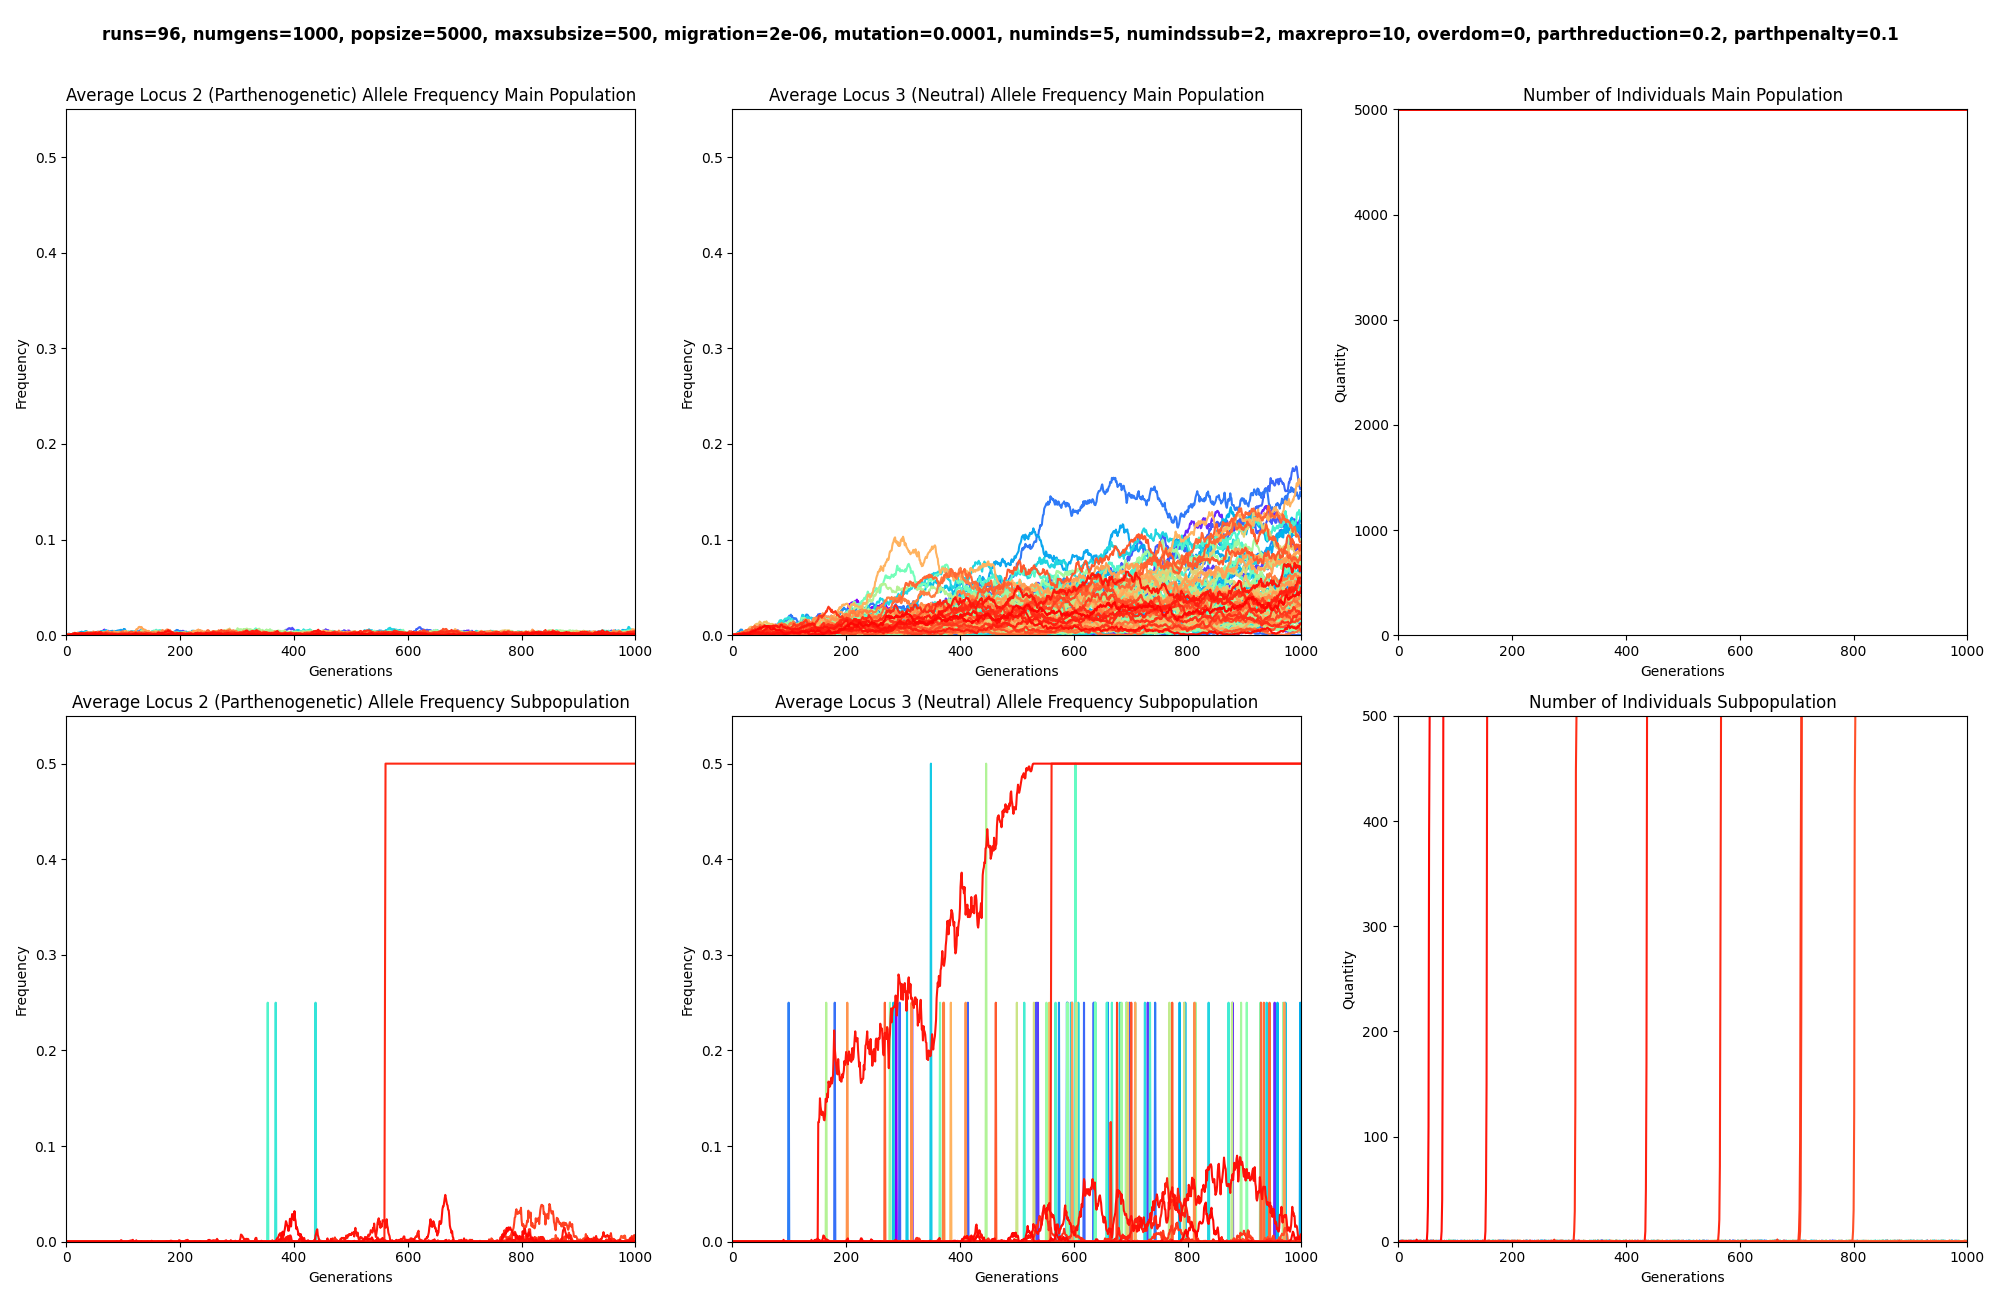 runs=96, numgens=1000, popsize=5000, maxsubsize=500, migration=2e-06, mutation=0.0001, numinds=5, numindssub=2, maxrepro=10, overdom=0, parthreduction=0.2, parthpenalty=0.1
Average Locus 2 (Parthenogenetic) Allele Frequency Main Population
Frequency
0.5
0.4
0.3
0.2
0.1
0.0
0 200 400 600 800 1000
Generations
Average Locus 3 (Neutral) Allele Frequency Main Population
Frequency
0.5
0.4
0.3
0.2
0.1
0.0
0 200 400 600 800 1000
Generations
Number of Individuals Main Population
Quantity
5000
4000
3000
2000
1000
0
0 200 400 600 800 1000
Generations
Average Locus 2 (Parthenogenetic) Allele Frequency Subpopulation
Frequency
0.5
0.4
0.3
0.2
0.1
0.0
0 200 400 600 800 1000
Generations
Average Locus 3 (Neutral) Allele Frequency Subpopulation
Frequency
0.5
0.4
0.3
0.2
0.1
0.0
0 200 400 600 800 1000
Generations
Number of Individuals Subpopulation
Quantity
500
400
300
200
100
0
0 200 400 600 800 1000
Generations